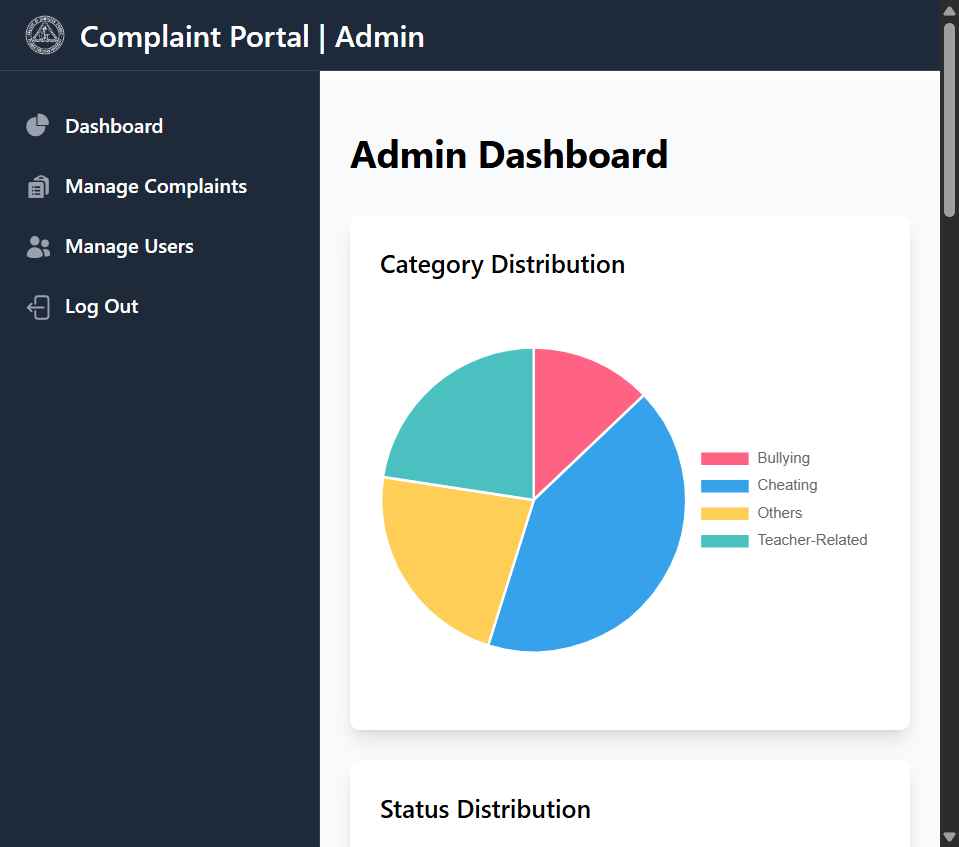 Complaint Portal | Admin
Dashboard
Manage Complaints
Manage Users
Log Out
Admin Dashboard
Category Distribution
Bullying
Cheating
Others
Teacher-Related
Status Distribution